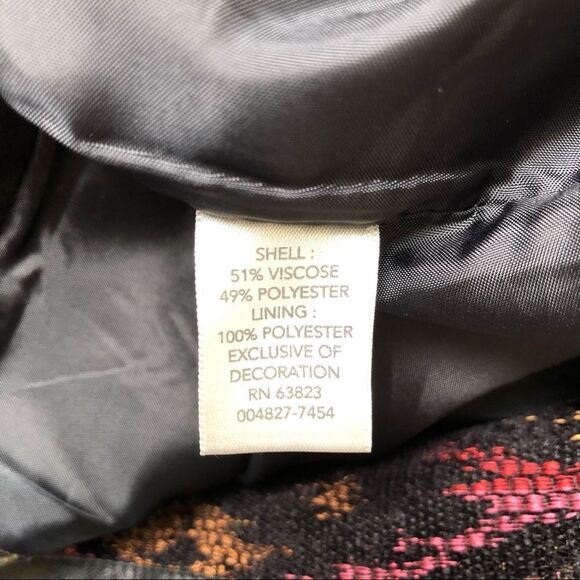 SHELL :
51% VISCOSE
49% POLYESTER
LINING :
100% POLYESTER
EXCLUSIVE OF
DECORATION
RN 63823
004827-7454